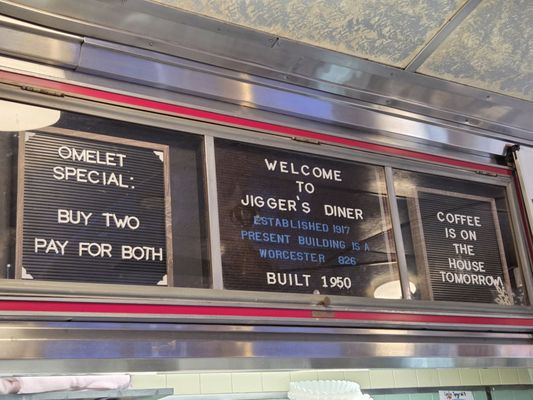 OMELET
SPECIAL:
BUY TWO
PAY FOR BOTH
WELCOME
TO
JIGGER'S DINER
ESTABLISHED 1917
PRESENT BUILDING IS A
WORCESTER 826
BUILT 1950
COFFEE
IS ON
THE
HOUSE
TOMORROW